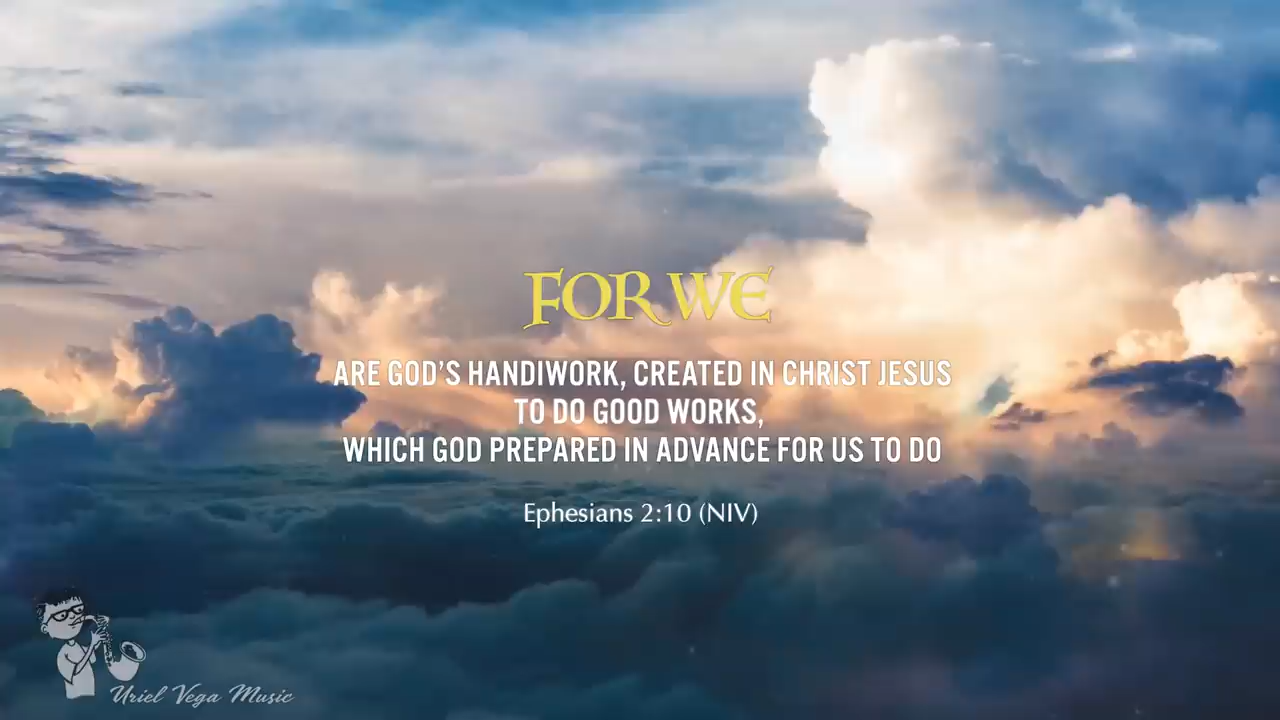 FOR WE
ARE GOD'S HANDIWORK, CREATED IN CHRIST JESUS
TO DO GOOD WORKS,
WHICH GOD PREPARED IN ADVANCE FOR US TO DO
Ephesians 2:10 (NIV)
Uriel Vega Music